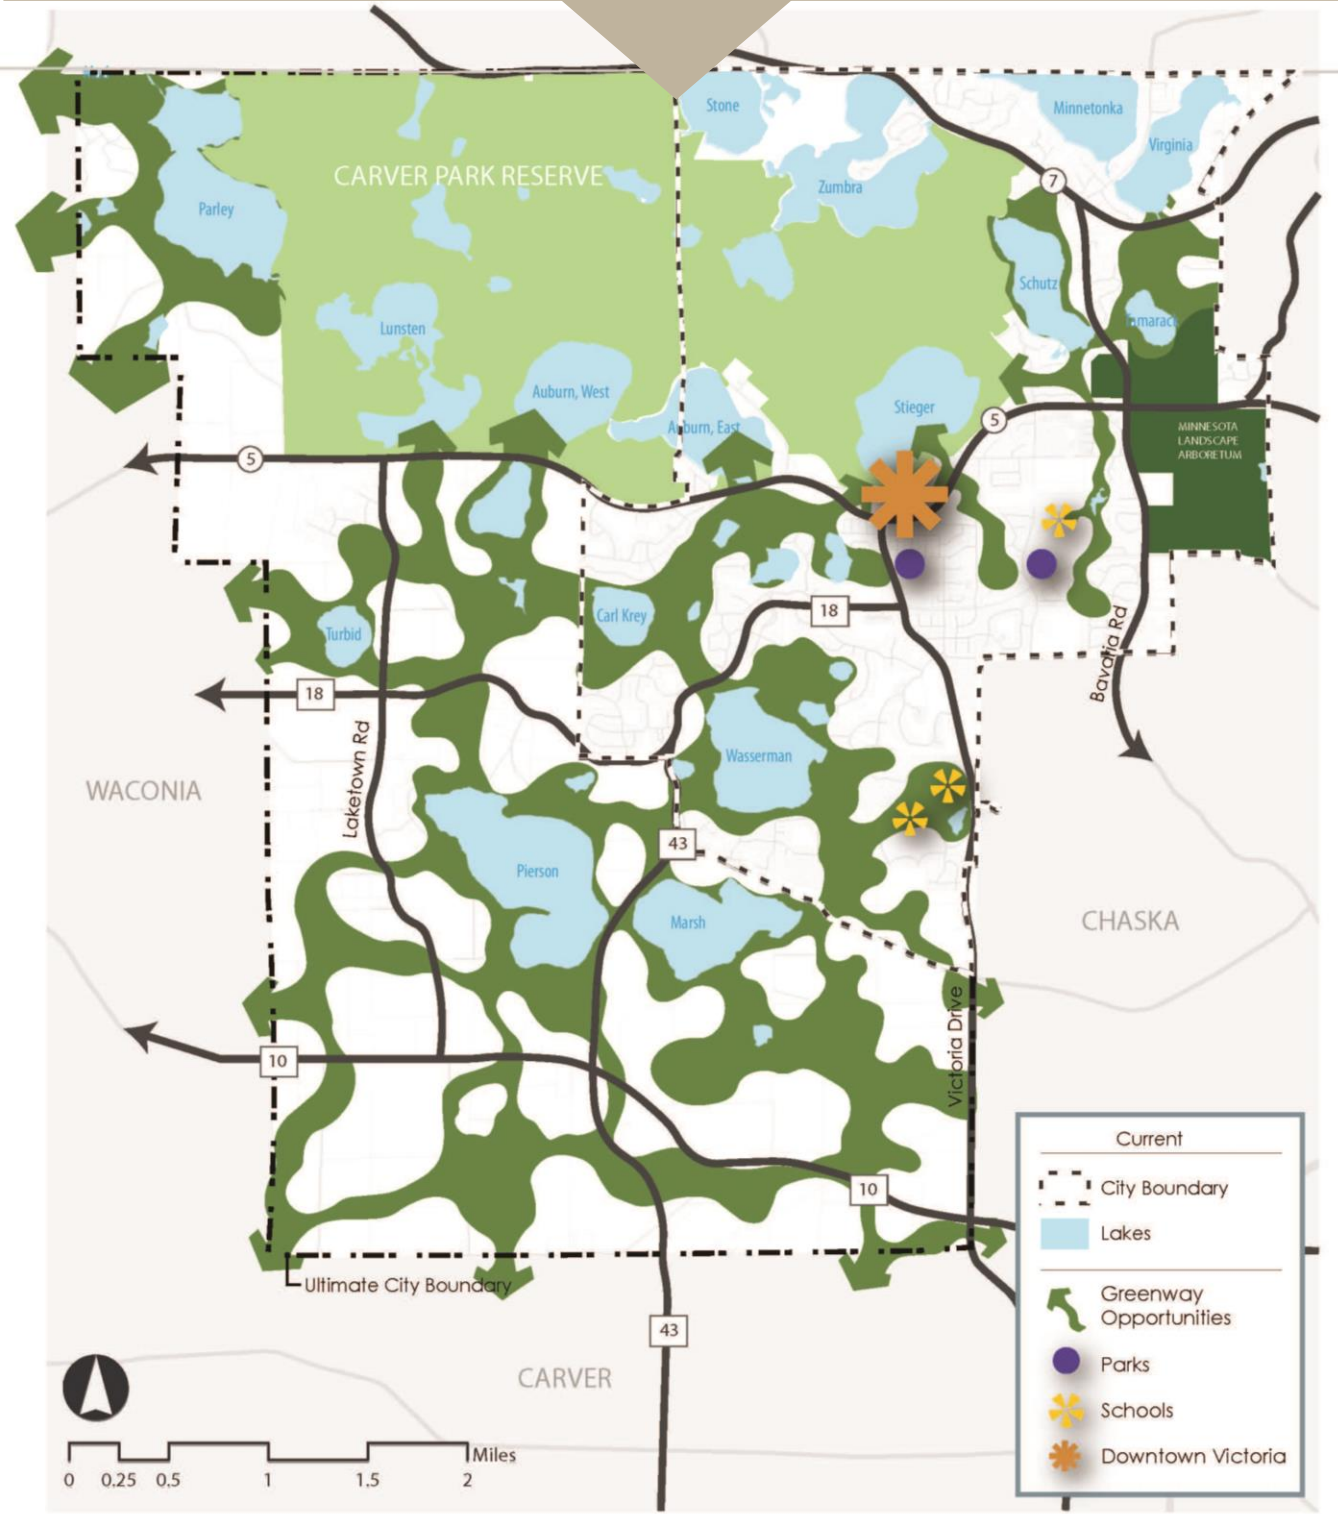 Stone
Minnetonka
Virginia
CARVER PARK RESERVE
7
Zumbra
Parley
Schutz
Lunsten
Tamarack
Auburn, West
Stieger
Auburn, East
5
MINNESOTA
LANDSCAPE
ARBORETUM
5
18
Carl Krey
Turbid
Bavaria Rd
18
Wasserman
Laketown Rd
WACONIA
43
Pierson
Marsh
CHASKA
Victoria Drive
10
10
Ultimate City Boundary
43
CARVER
Current
City Boundary
Lakes
Greenway
Opportunities
Parks
Schools
Downtown Victoria
Miles
0 0.25 0.5 1 1.5 2